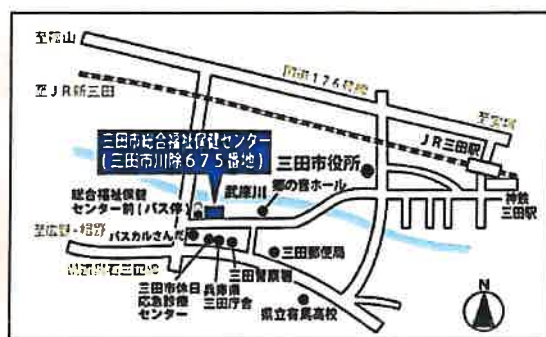 国道176号線
至JR新三田
JR三田駅
三田市総合福祉保健センター
(三田市川除675番地)
三田市役所
武庫川
郷の音ホール
神鉄
三田駅
総合福祉保健
センター前(バス停)
パスカルさんだ
三田郵便局
三田警察署
兵庫県
三田庁舎
三田市休日
応急診療
センター
県立有馬高校
N